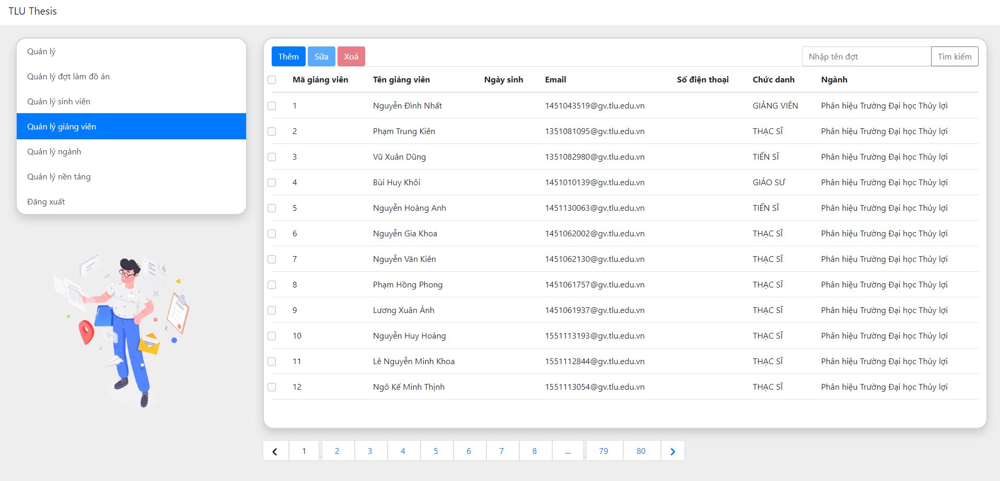 TLU Thesis
Quản lý
Quản lý đợt làm đồ án
Quản lý sinh viên
Quản lý giảng viên
Quản lý ngành
Quản lý nền tảng
Đăng xuất
Thêm Sửa Xoá Nhập tên đợt Tìm kiếm
Mã giảng viên Tên giảng viên Ngày sinh Email Số điện thoại Chức danh Ngành
1 Nguyễn Đình Nhất 1451043519@gv.tlu.edu.vn GIẢNG VIÊN Phân hiệu Trường Đại học Thủy lợi
2 Phạm Trung Kiên 1351081095@gv.tlu.edu.vn THẠC SĨ Phân hiệu Trường Đại học Thủy lợi
3 Vũ Xuân Dũng 1351082980@gv.tlu.edu.vn TIẾN SĨ Phân hiệu Trường Đại học Thủy lợi
4 Bùi Huy Khôi 1451010139@gv.tlu.edu.vn GIÁO SƯ Phân hiệu Trường Đại học Thủy lợi
5 Nguyễn Hoàng Anh 1451130063@gv.tlu.edu.vn TIẾN SĨ Phân hiệu Trường Đại học Thủy lợi
6 Nguyễn Gia Khoa 1451062002@gv.tlu.edu.vn THẠC SĨ Phân hiệu Trường Đại học Thủy lợi
7 Nguyễn Văn Kiên 1451062130@gv.tlu.edu.vn THẠC SĨ Phân hiệu Trường Đại học Thủy lợi
8 Phạm Hồng Phong 1451061757@gv.tlu.edu.vn THẠC SĨ Phân hiệu Trường Đại học Thủy lợi
9 Lương Xuân Ánh 1451061937@gv.tlu.edu.vn THẠC SĨ Phân hiệu Trường Đại học Thủy lợi
10 Nguyễn Huy Hoàng 1551113193@gv.tlu.edu.vn THẠC SĨ Phân hiệu Trường Đại học Thủy lợi
11 Lê Nguyễn Minh Khoa 1551112844@gv.tlu.edu.vn THẠC SĨ Phân hiệu Trường Đại học Thủy lợi
12 Ngô Kế Minh Thịnh 1551113054@gv.tlu.edu.vn THẠC SĨ Phân hiệu Trường Đại học Thủy lợi
1 2 3 4 5 6 7 8 ... 79 80